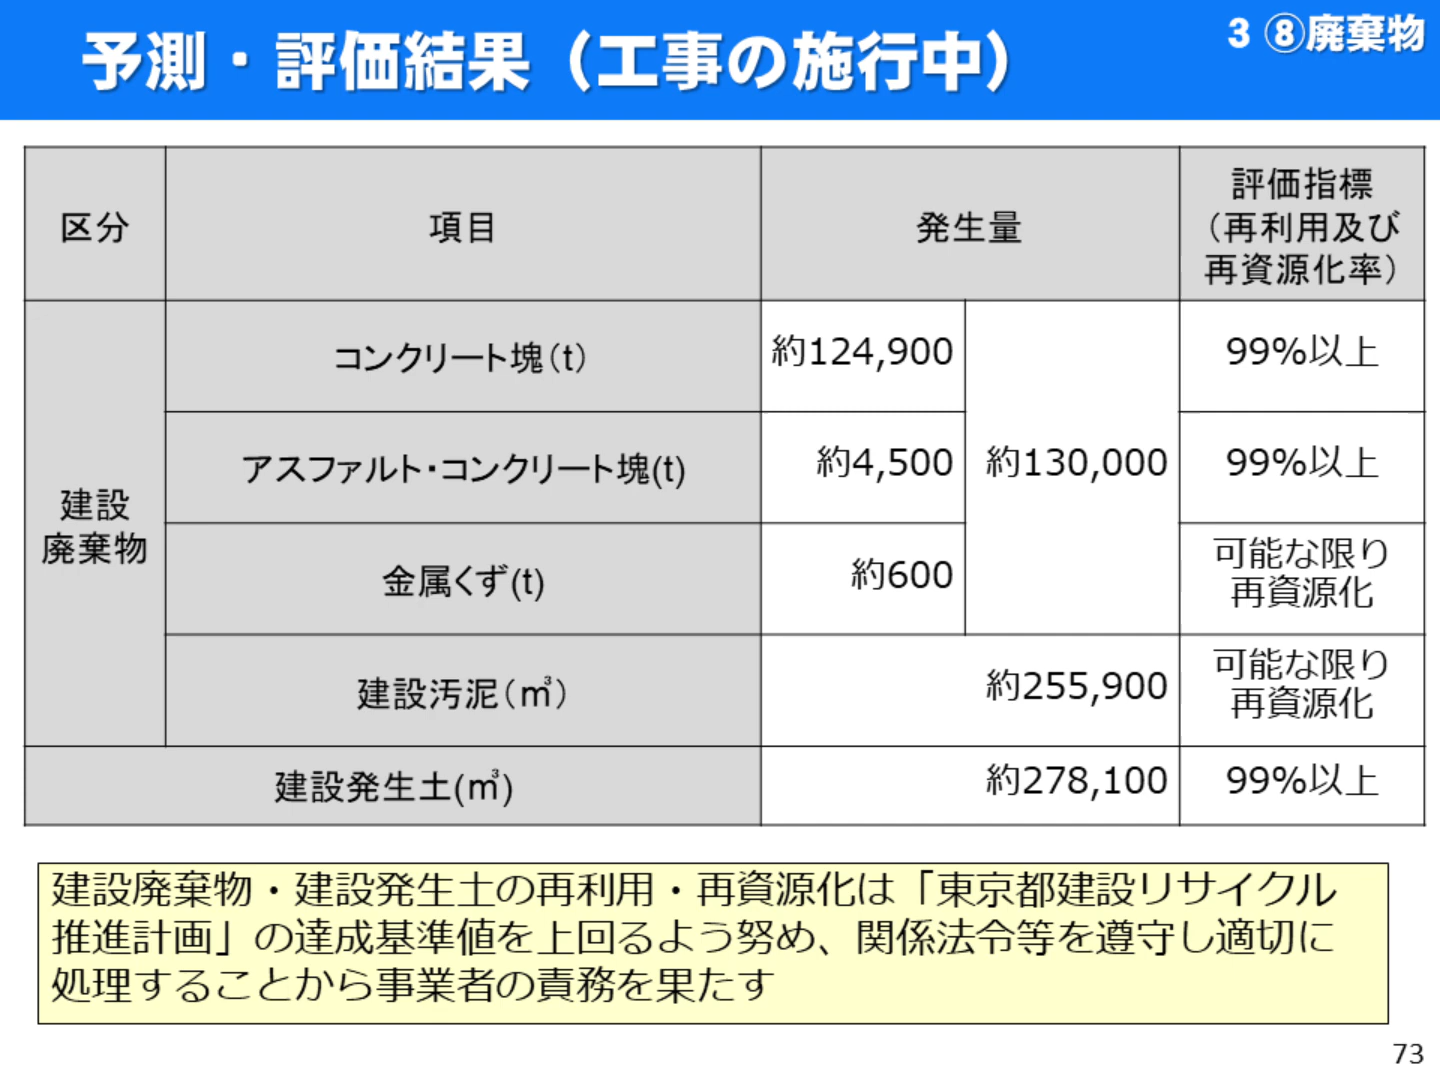 予測・評価結果（工事の施行中）
3 ⑧廃棄物
区分
項目
発生量
評価指標
（再利用及び
再資源化率）
建設
廃棄物
コンクリート塊（t）
約124,900
約130,000
99%以上
アスファルト・コンクリート塊(t)
約4,500
99%以上
金属くず(t)
約600
可能な限り
再資源化
建設汚泥（㎥）
約255,900
可能な限り
再資源化
建設発生土(㎥)
約278,100
99%以上
建設廃棄物・建設発生土の再利用・再資源化は「東京都建設リサイクル
推進計画」の達成基準値を上回るよう努め、関係法令等を遵守し適切に
処理することから事業者の責務を果たす
73